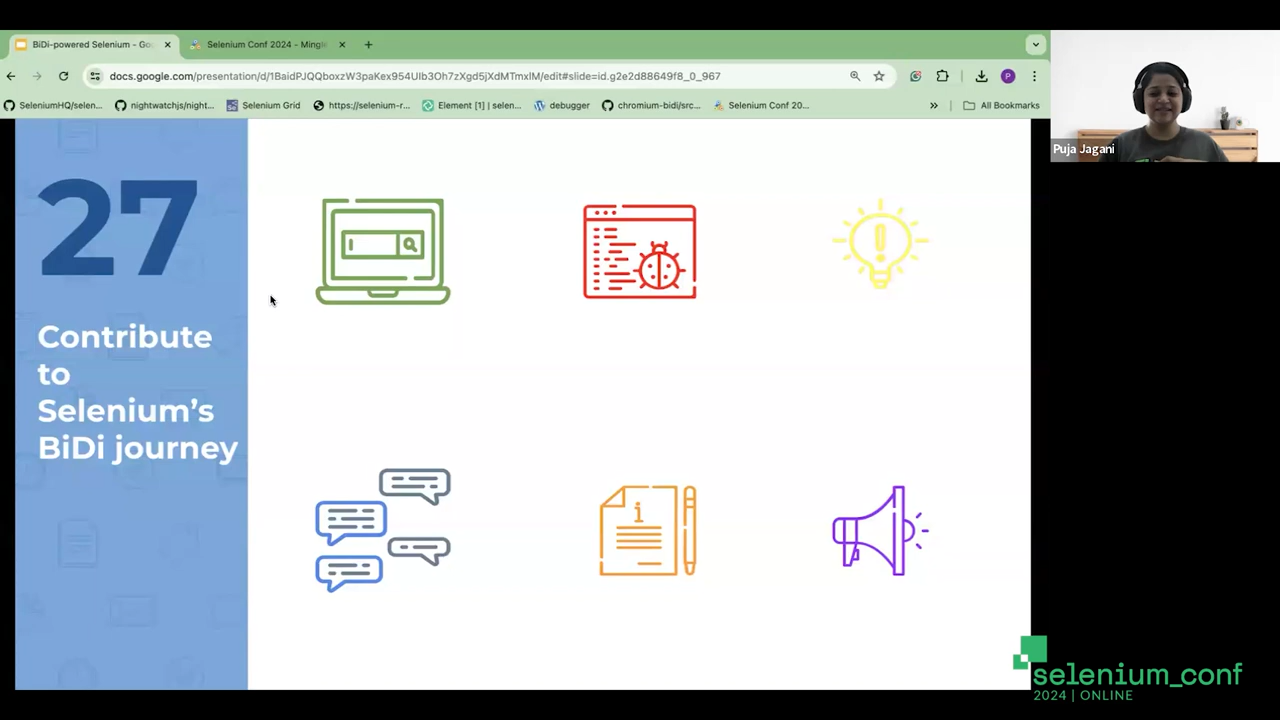 BiDi-powered Selenium - Go
Selenium Conf 2024 - Ming
docs.google.com/presentation/d/1BaidPJQQboxzW3paKex954Ulb3Oh7zXgd5jXdMTmxIM/edit#slide=id.g2e2d88649f8_0_967
P
SeleniumHQ/selen...
nightwatchjs/night...
Selenium Grid
https://selenium-r...
Element [1] | selen...
debugger
chromium-bidi/src...
Selenium Conf 20...
»
All Bookmarks
Puja Jagani
27
Contribute
to
Selenium's
BiDi journey
i
selenium_conf
2024 | ONLINE